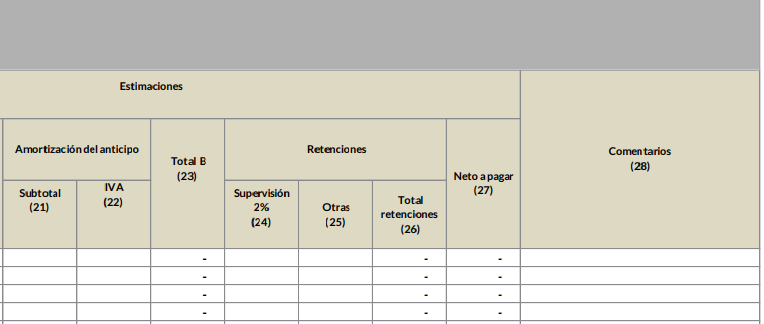 Estimaciones
Amortización del anticipo
Total B
(23)
Retenciones
Neto a pagar
(27)
Comentarios
(28)
Subtotal
(21)
IVA
(22)
Supervisión
2%
(24)
Otras
(25)
Total
retenciones
(26)
- - -
- - -
- - -
- - -